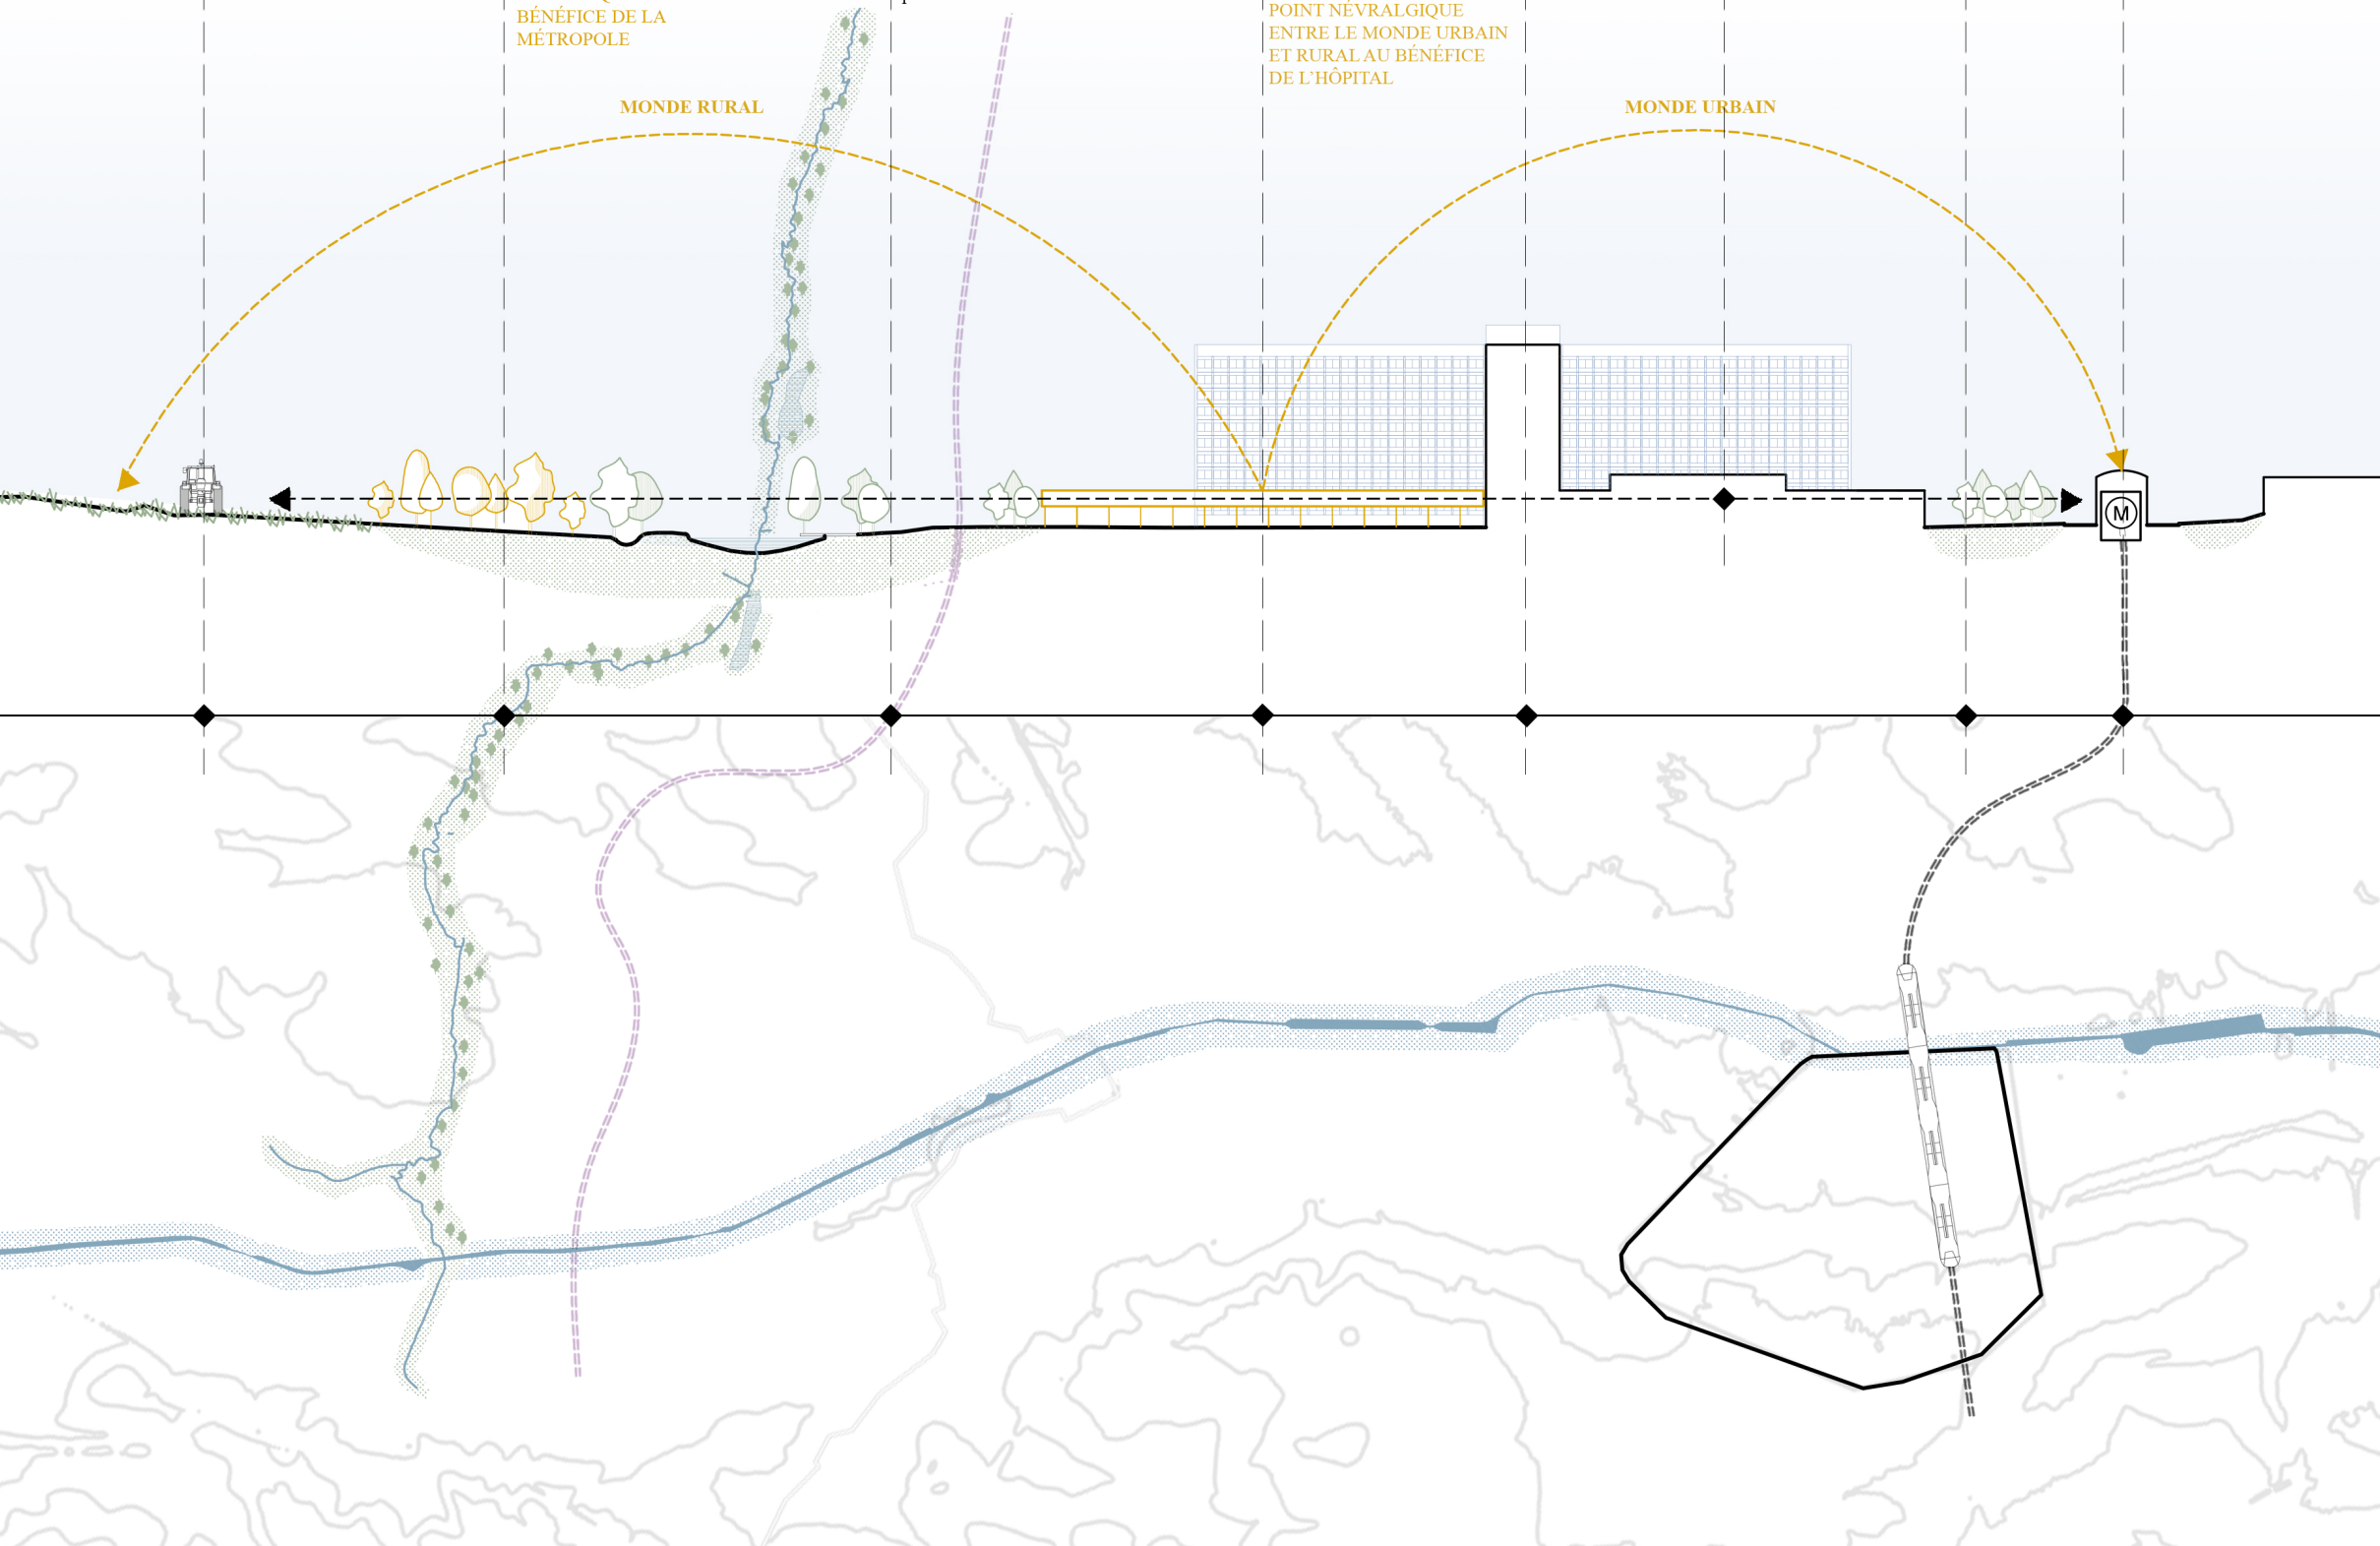 BÉNÉFICE DE LA
MÉTROPOLE
POINT NÉVRALGIQUE
ENTRE LE MONDE URBAIN
ET RURAL AU BÉNÉFICE
DE L’HÔPITAL
MONDE RURAL
MONDE URBAIN
M